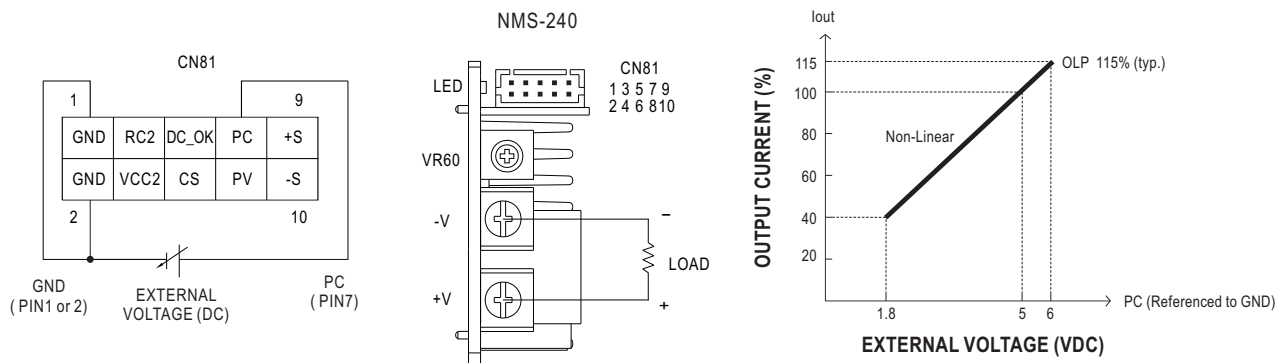 NMS-240
CN81
1 9
GND RC2 DC_OK PC +S
GND VCC2 CS PV -S
2 10
GND
( PIN1 or 2)
EXTERNAL
VOLTAGE (DC)
PC
( PIN7)
LED
CN81
1 3 5 7 9
2 4 6 8 10
VR60
-V
+V
−
LOAD
+
Iout
OUTPUT CURRENT (%)
115
100
80
60
40
20
OLP 115% (typ.)
Non-Linear
1.8 5 6
PC (Referenced to GND)
EXTERNAL VOLTAGE (VDC)